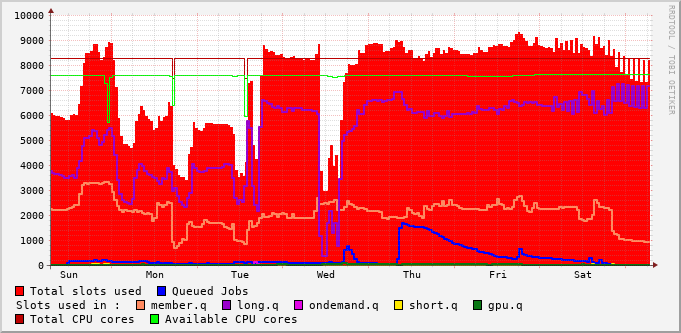 10000
9000
8000
7000
6000
5000
4000
3000
2000
1000
0
Sun Mon Tue Wed Thu Fri Sat
RRDTOOL / TOBI OETIKER
Total slots used Queued Jobs
Slots used in : member.q long.q ondemand.q short.q gpu.q
Total CPU cores Available CPU cores